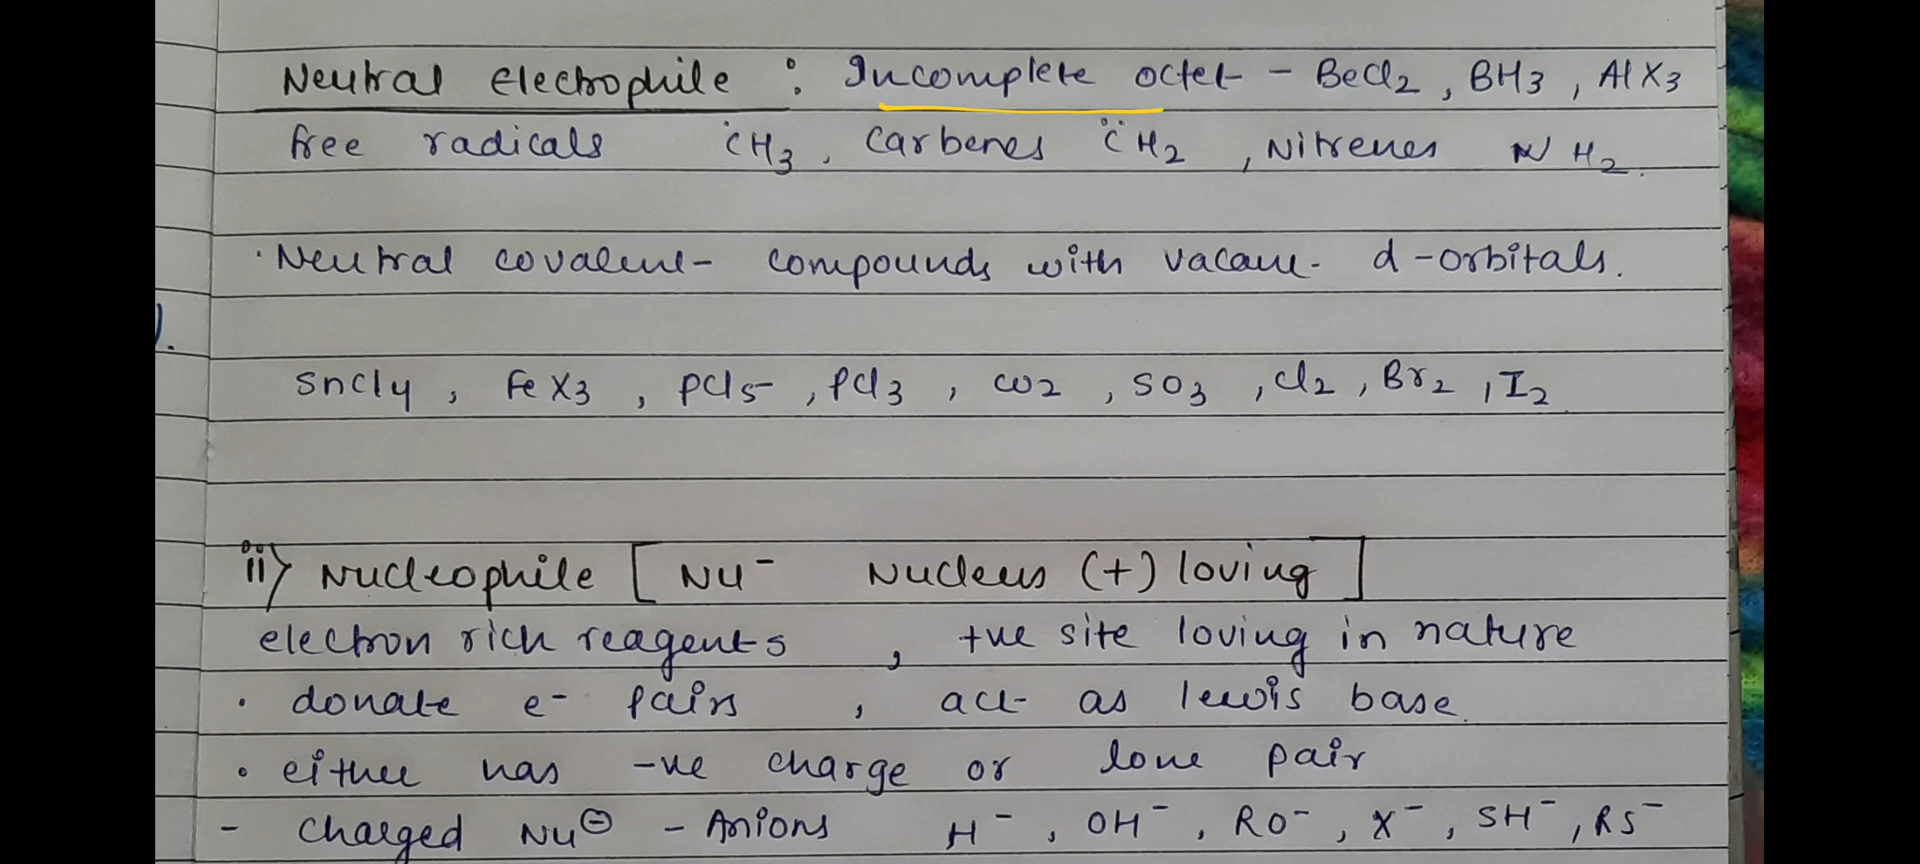 Neutral electrophile : Incomplete octet - BeCl2, BH3, AlX3
free radicals ĊH3, carbenes C̈H2, Nitrenes NH2.
· Neutral covalent compounds with vacant d-orbitals.
SnCl4, FeX3, PCl5, PCl3, CO2, SO3, Cl2, Br2, I2
ii) Nucleophile [Nu⁻ Nucleus (+) loving]
electron rich reagents, +ve site loving in nature
· donate e- pairs, act as lewis base.
· either has -ve charge or lone pair
- charged Nu⊖ - Anions H⁻, OH⁻, RO⁻, X⁻, SH⁻, RS⁻